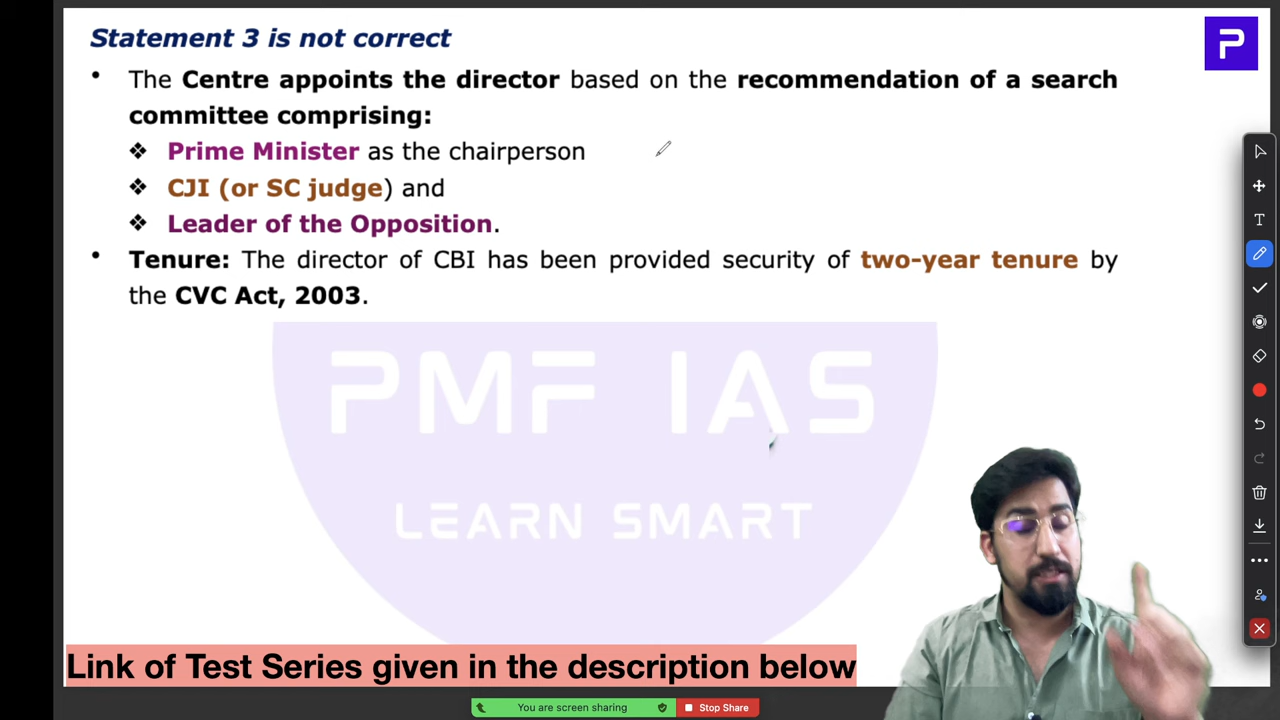 Statement 3 is not correct
P
• The Centre appoints the director based on the recommendation of a search
committee comprising:
❖ Prime Minister as the chairperson
❖ CJI (or SC judge) and
❖ Leader of the Opposition.
• Tenure: The director of CBI has been provided security of two-year tenure by
the CVC Act, 2003.
PMF IAS
LEARN SMART
Link of Test Series given in the description below
You are screen sharing
Stop Share
T